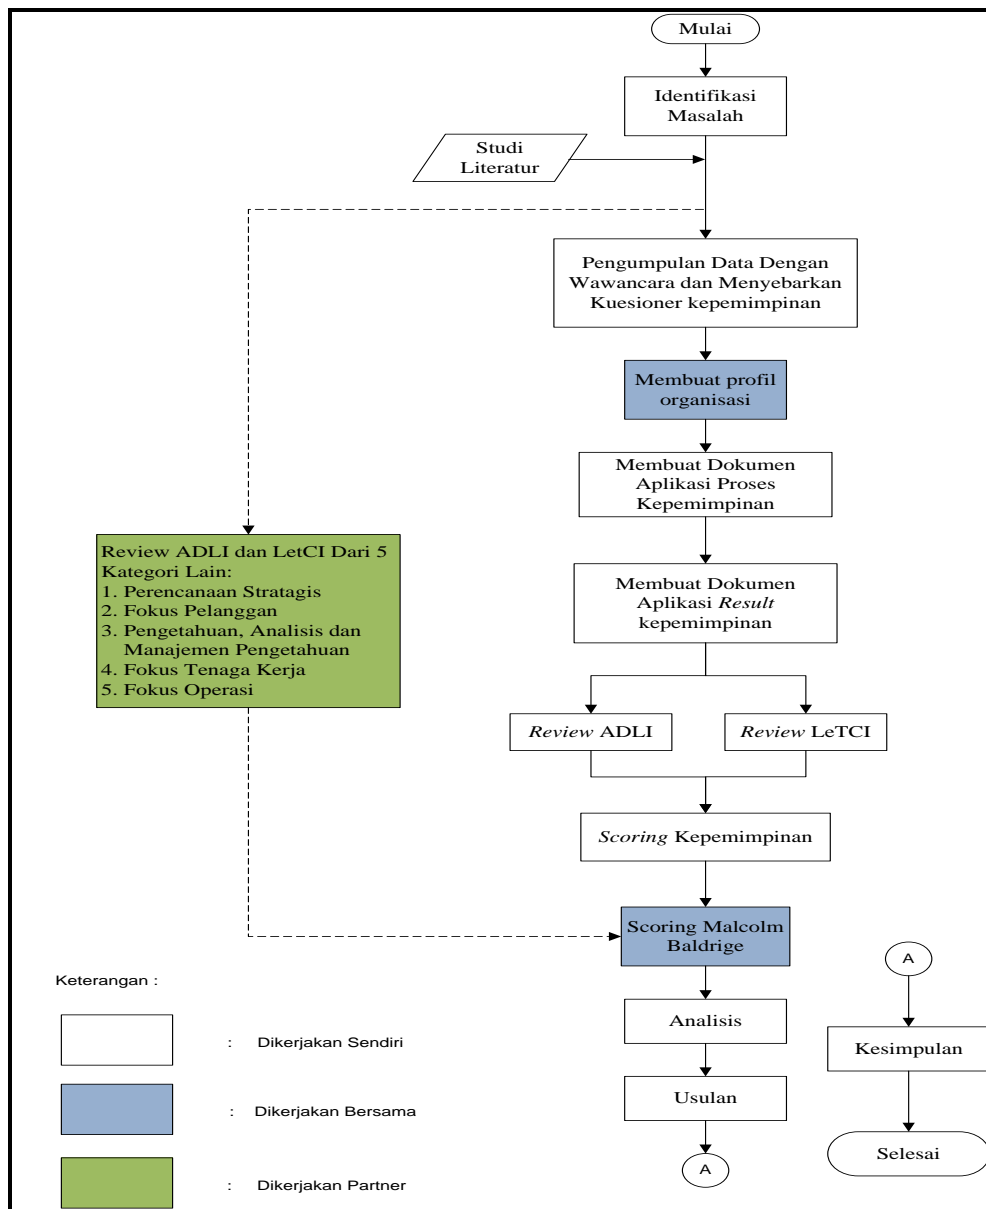 Mulai
Identifikasi
Masalah
Studi
Literatur
Pengumpulan Data Dengan
Wawancara dan Menyebarkan
Kuesioner kepemimpinan
Membuat profil
organisasi
Membuat Dokumen
Aplikasi Proses
Kepemimpinan
Review ADLI dan LetCI Dari 5
Kategori Lain:
1. Perencanaan Stratagis
2. Fokus Pelanggan
3. Pengetahuan, Analisis dan
Manajemen Pengetahuan
4. Fokus Tenaga Kerja
5. Fokus Operasi
Membuat Dokumen
Aplikasi Result
kepemimpinan
Review ADLI
Review LeTCI
Scoring Kepemimpinan
Scoring Malcolm
Baldrige
Analisis
Usulan
A
A
Kesimpulan
Selesai
Keterangan :
: Dikerjakan Sendiri
: Dikerjakan Bersama
: Dikerjakan Partner